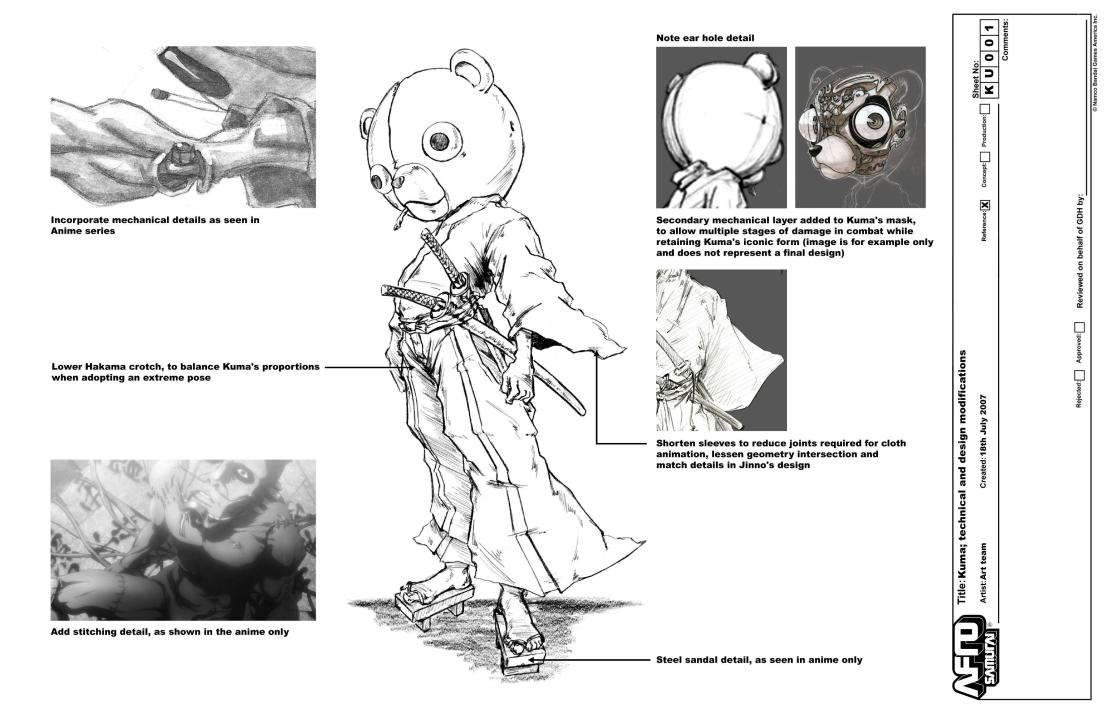 Note ear hole detail
Incorporate mechanical details as seen in
Anime series
Secondary mechanical layer added to Kuma's mask,
to allow multiple stages of damage in combat while
retaining Kuma's iconic form (image is for example only
and does not represent a final design)
Lower Hakama crotch, to balance Kuma's proportions
when adopting an extreme pose
Shorten sleeves to reduce joints required for cloth
animation, lessen geometry intersection and
match details in Jinno's design
Add stitching detail, as shown in the anime only
Steel sandal detail, as seen in anime only
AFRO
SAMURAI
®
Title: Kuma; technical and design modifications
Artist: Art team
Created: 18th July 2007
Reference: X
Concept:
Production:
Sheet No:
K U 0 0 1
Comments:
Rejected:
Approved:
Reviewed on behalf of GDH by:
© Namco Bandai Games America Inc.